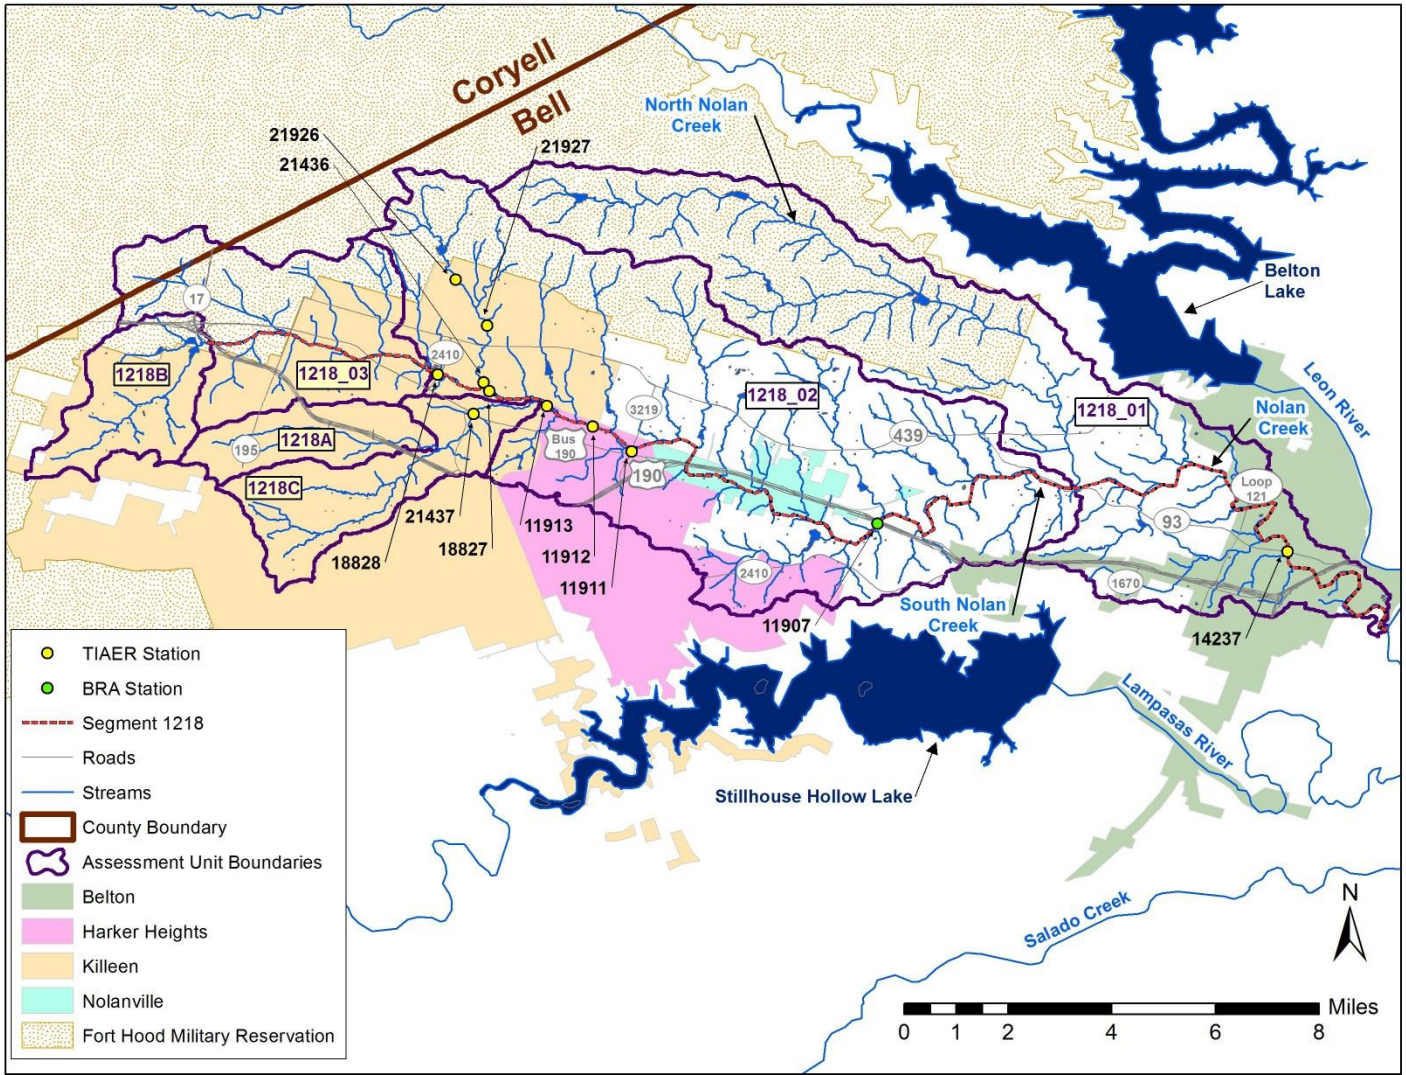 Coryell
Bell
North Nolan
Creek
21926
21436
21927
Belton
Lake
17
2410
1218B
1218_03
1218_02
1218_01
Leon River
Nolan
Creek
3219
439
1218A
195
Bus
190
190
Loop
121
1218C
93
21437
11913
18827
18828
11912
11911
2410
1670
11907
South Nolan
Creek
14237
TIAER Station
BRA Station
Segment 1218
Roads
Streams
County Boundary
Assessment Unit Boundaries
Belton
Harker Heights
Killeen
Nolanville
Fort Hood Military Reservation
Lampasas River
Stillhouse Hollow Lake
Salado Creek
N
Miles
0 1 2 4 6 8